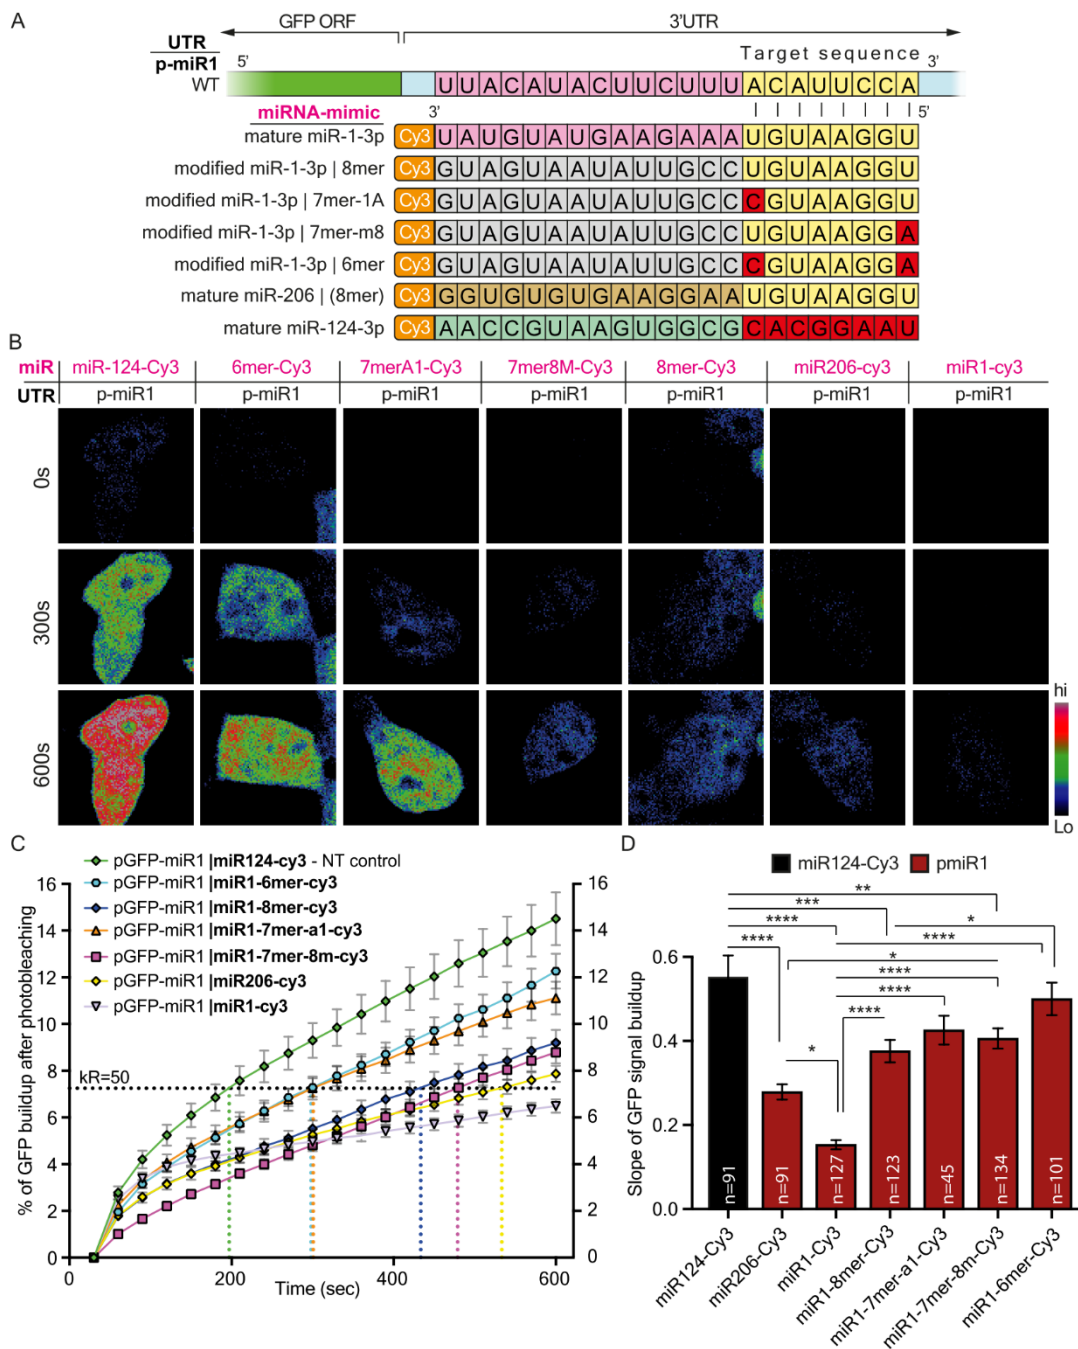 A
GFP ORF
3'UTR
UTR
p-miR1
WT
5'
Target sequence
3'
UUACAUACUUCUUUACAUUCCA
miRNA-mimic
3'
5'
mature miR-1-3p Cy3 UAUGUAUGAAGAAAUGUAAGGU
modified miR-1-3p | 8mer Cy3 GUAGUAAUAUUGCCUGUAAGGU
modified miR-1-3p | 7mer-1A Cy3 GUAGUAAUAUUGCCCGUAAGGU
modified miR-1-3p | 7mer-m8 Cy3 GUAGUAAUAUUGCCUGUAAGGA
modified miR-1-3p | 6mer Cy3 GUAGUAAUAUUGCCCGUAAGGA
mature miR-206 | (8mer) Cy3 GGUGUGUGAAGGAAUGUAAGGU
mature miR-124-3p Cy3 AACCGUAAGUGGCGCACGGAAU
B
miR miR-124-Cy3 6mer-Cy3 7merA1-Cy3 7mer8M-Cy3 8mer-Cy3 miR206-cy3 miR1-cy3
UTR p-miR1 p-miR1 p-miR1 p-miR1 p-miR1 p-miR1 p-miR1
0s
300s
600s
hi
Lo
C
pGFP-miR1 |miR124-cy3 - NT control
pGFP-miR1 |miR1-6mer-cy3
pGFP-miR1 |miR1-8mer-cy3
pGFP-miR1 |miR1-7mer-a1-cy3
pGFP-miR1 |miR1-7mer-8m-cy3
pGFP-miR1 |miR206-cy3
pGFP-miR1 |miR1-cy3
% of GFP buildup after photobleaching
16
14
12
10
8
6
4
2
0
kR=50
16
14
12
10
8
6
4
2
0
0 200 400 600
Time (sec)
D
miR124-Cy3 pmiR1
**
***
*
****
****
****
*
****
****
****
*
Slope of GFP signal buildup
0.6
0.4
0.2
0.0
n=91 n=91 n=127 n=123 n=45 n=134 n=101
miR124-Cy3
miR206-Cy3
miR1-Cy3
miR1-8mer-Cy3
miR1-7mer-a1-Cy3
miR1-7mer-8m-Cy3
miR1-6mer-Cy3